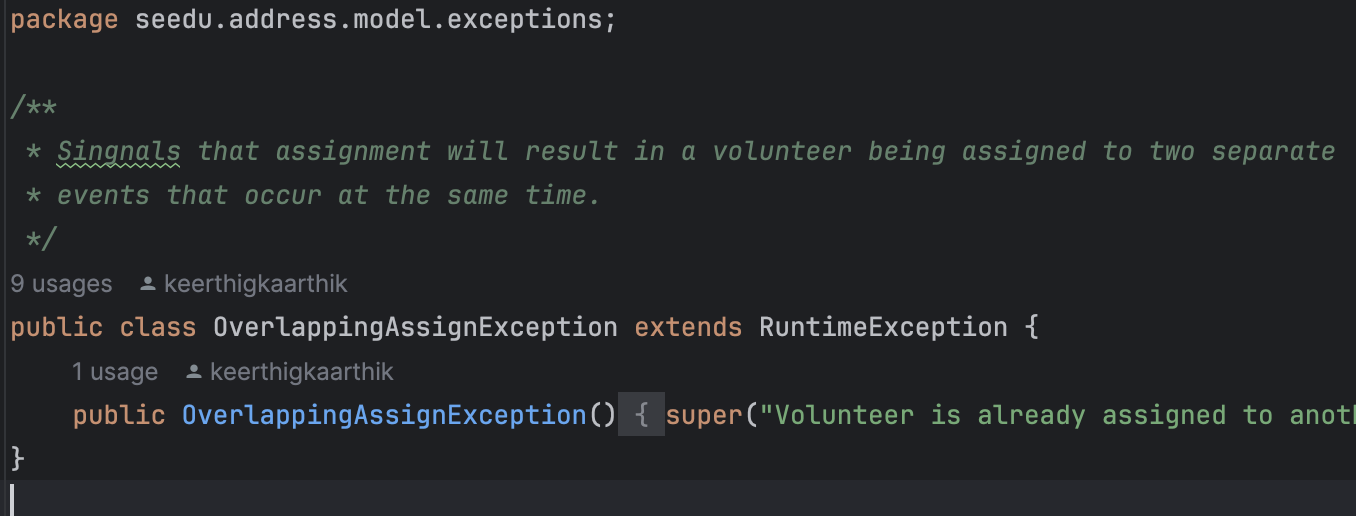 package seedu.address.model.exceptions;
/**
* Singnals that assignment will result in a volunteer being assigned to two separate
* events that occur at the same time.
*/
9 usages keerthigkaarthik
public class OverlappingAssignException extends RuntimeException {
1 usage keerthigkaarthik
public OverlappingAssignException() { super("Volunteer is already assigned to
}